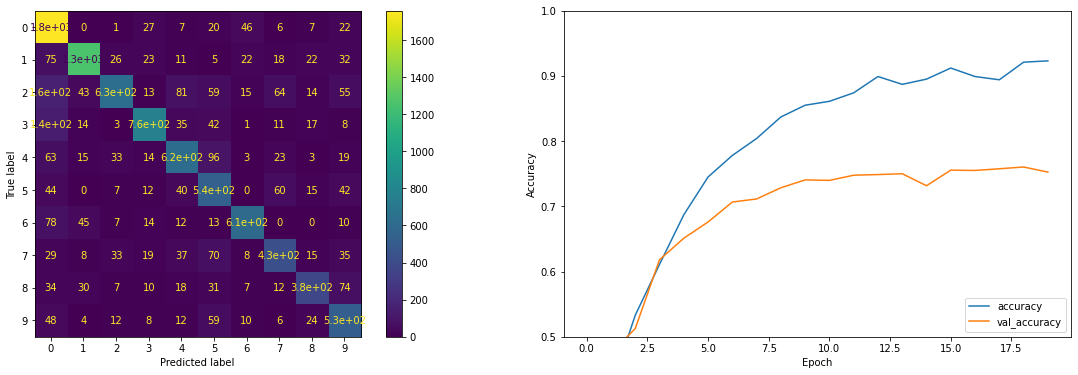 True label
0 1.8e+03 0 1 27 7 20 46 6 7 22
1 75 1.3e+03 26 23 11 5 22 18 22 32
2 1.6e+02 43 6.3e+02 13 81 59 15 64 14 55
3 1.4e+02 14 3 7.6e+02 35 42 1 11 17 8
4 63 15 33 14 6.2e+02 96 3 23 3 19
5 44 0 7 12 40 5.4e+02 0 60 15 42
6 78 45 7 14 12 13 6.1e+02 0 0 10
7 29 8 33 19 37 70 8 4.3e+02 15 35
8 34 30 7 10 18 31 7 12 3.8e+02 74
9 48 4 12 8 12 59 10 6 24 5.3e+02
0 1 2 3 4 5 6 7 8 9
Predicted label
1600
1400
1200
1000
800
600
400
200
0
Accuracy
1.0
0.9
0.8
0.7
0.6
0.5
accuracy
val_accuracy
0.0 2.5 5.0 7.5 10.0 12.5 15.0 17.5
Epoch